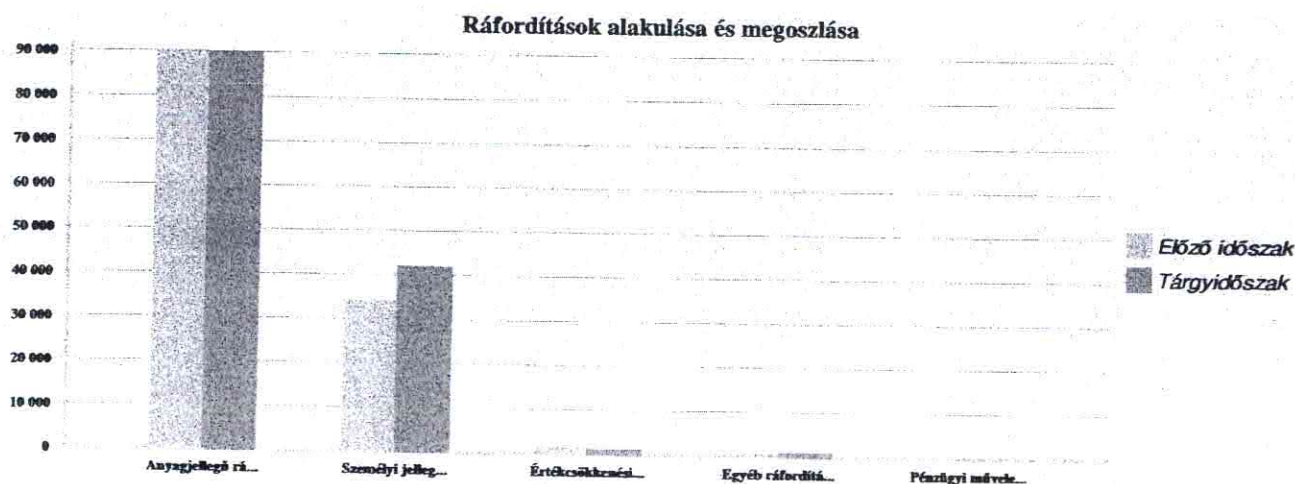 Ráfordítások alakulása és megoszlása
90 000
80 000
70 000
60 000
50 000
40 000
30 000
20 000
10 000
0
Anyagjellegő rá...
Személyi jelleg...
Értékcsökkenési...
Egyéb ráfordítá...
Pénzügyi művele...
Előző időszak
Tárgyidőszak